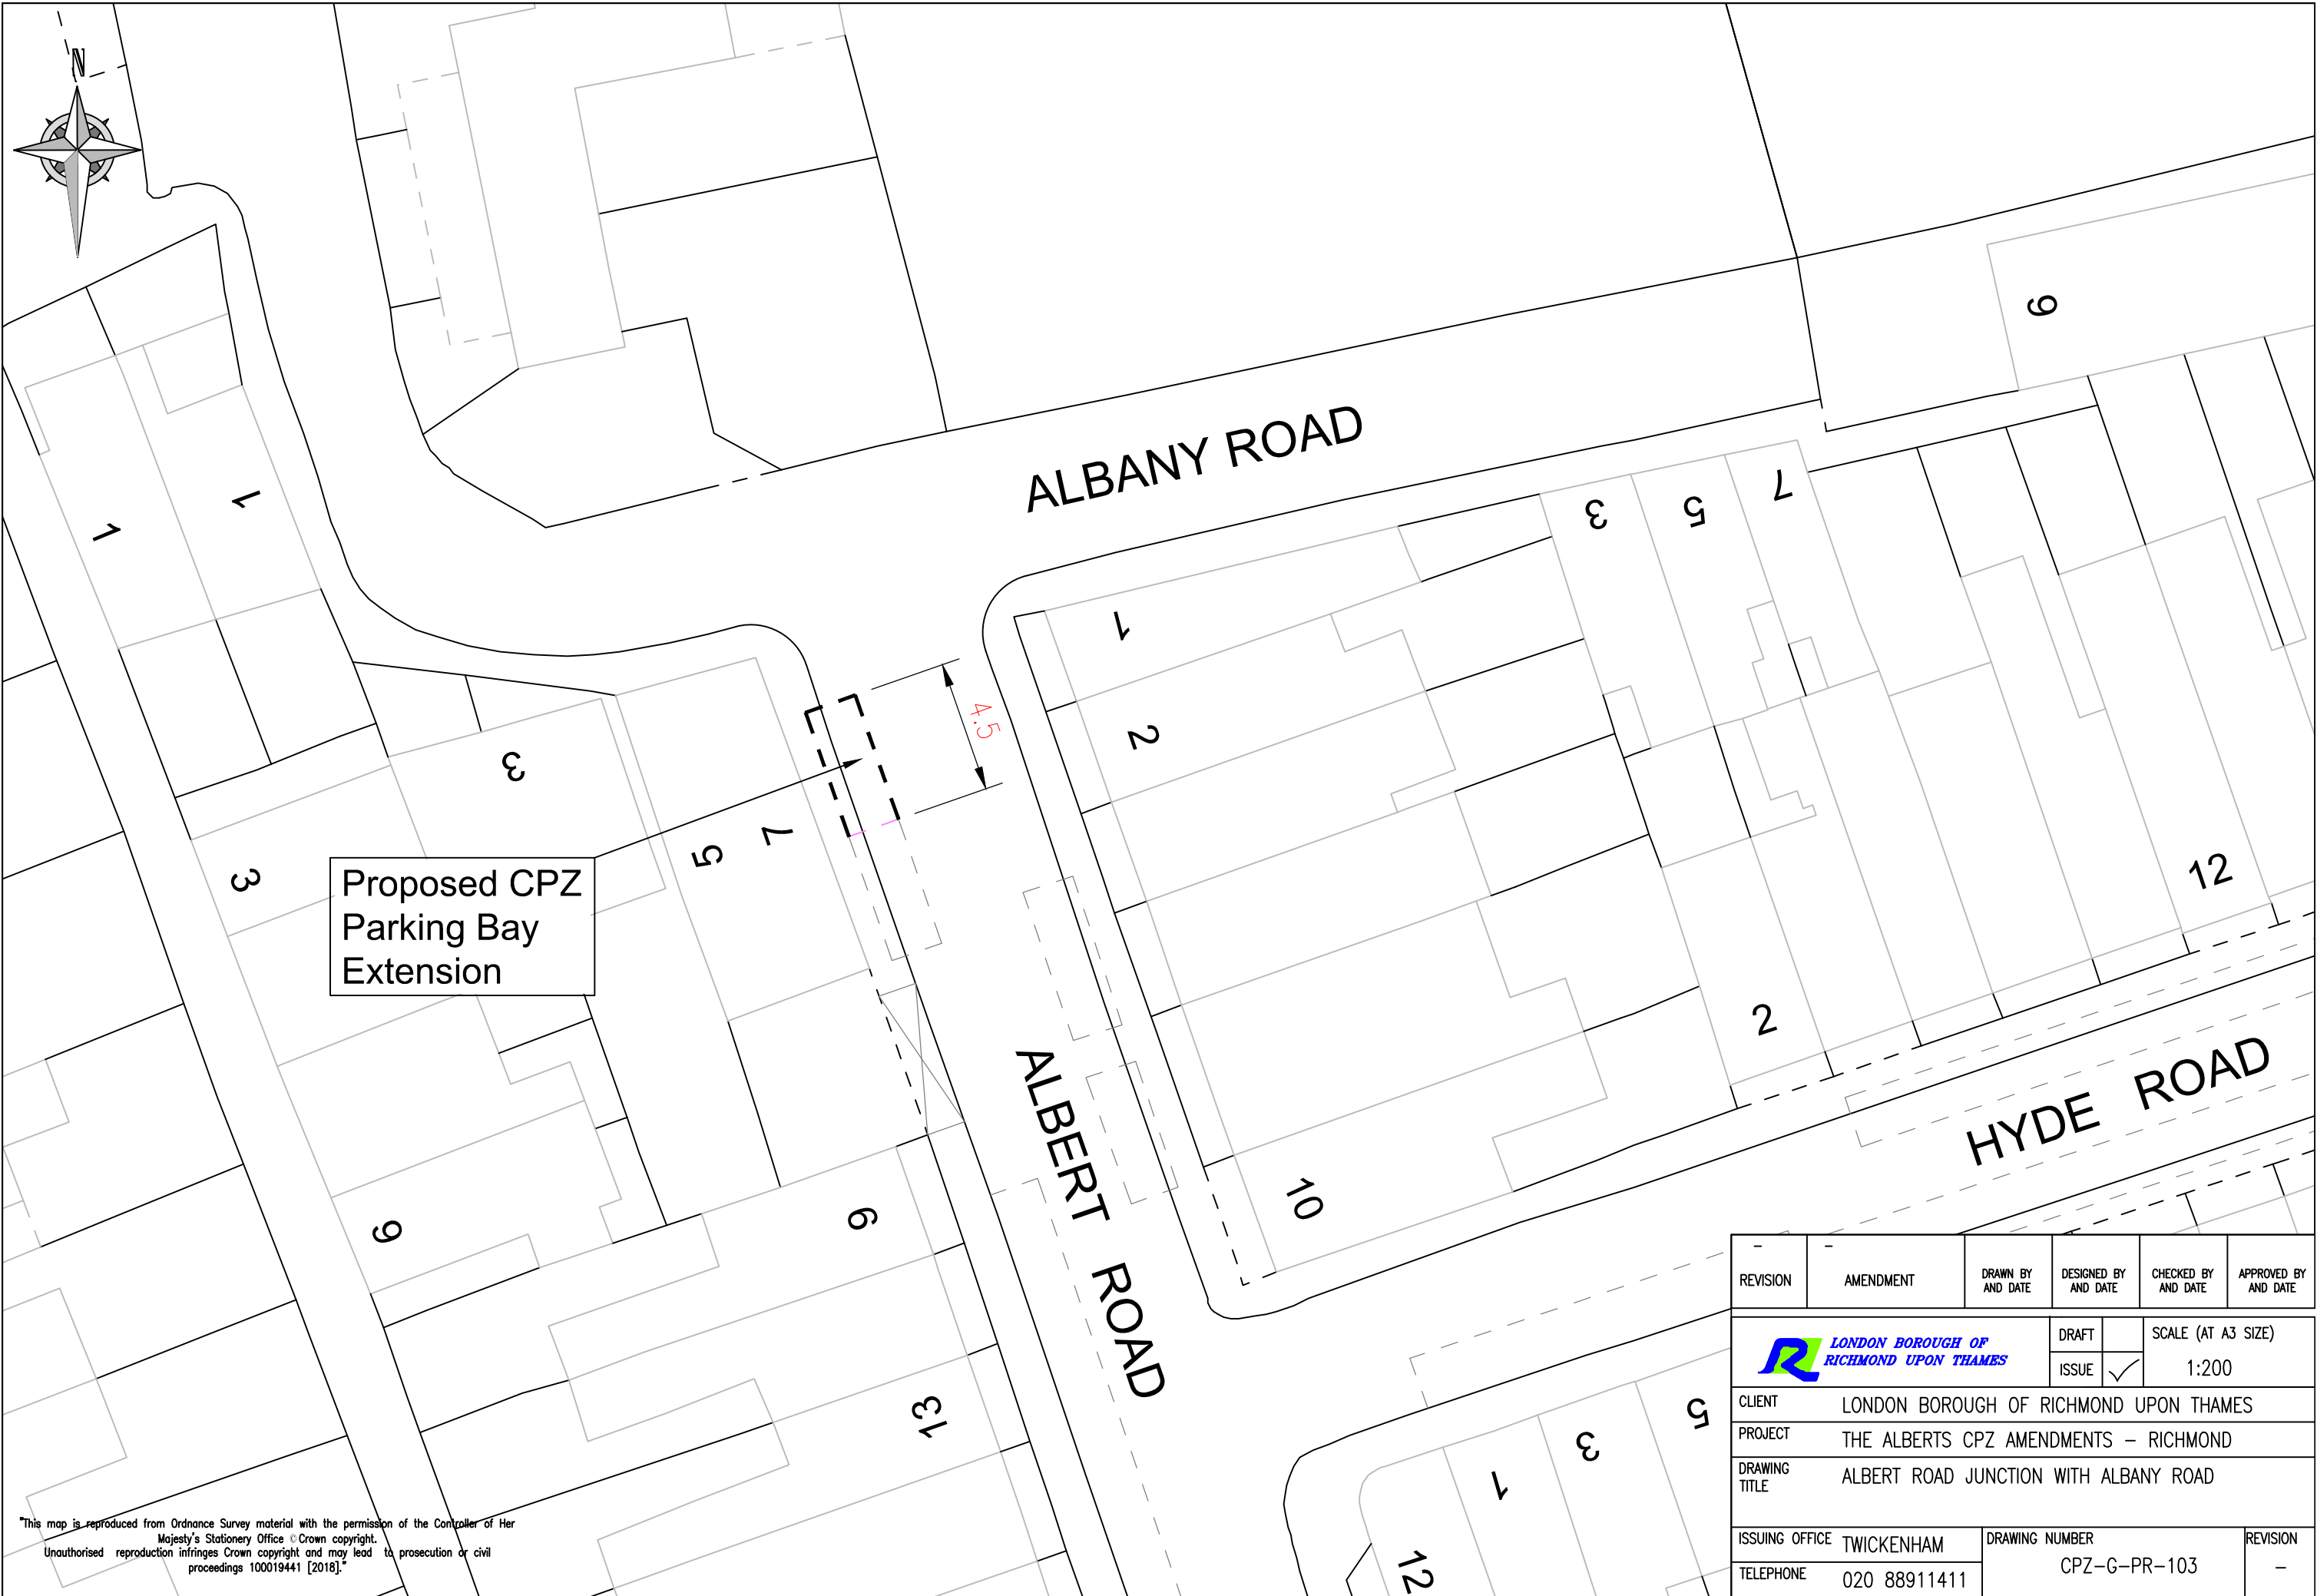 N
ALBANY ROAD
9
1
1
3
5
7
1
4.5
2
3
5
7
3
Proposed CPZ
Parking Bay
Extension
12
2
ALBERT ROAD
HYDE ROAD
10
9
9
13
5
3
1
12
- -
REVISION AMENDMENT DRAWN BY AND DATE DESIGNED BY AND DATE CHECKED BY AND DATE APPROVED BY AND DATE
LONDON BOROUGH OF
RICHMOND UPON THAMES
DRAFT
ISSUE ✓
SCALE (AT A3 SIZE)
1:200
CLIENT LONDON BOROUGH OF RICHMOND UPON THAMES
PROJECT THE ALBERTS CPZ AMENDMENTS – RICHMOND
DRAWING TITLE ALBERT ROAD JUNCTION WITH ALBANY ROAD
ISSUING OFFICE TWICKENHAM
TELEPHONE 020 88911411
DRAWING NUMBER
CPZ-G-PR-103
REVISION
-
"This map is reproduced from Ordnance Survey material with the permission of the Controller of Her
Majesty's Stationery Office © Crown copyright.
Unauthorised reproduction infringes Crown copyright and may lead to prosecution or civil
proceedings 100019441 [2018]."